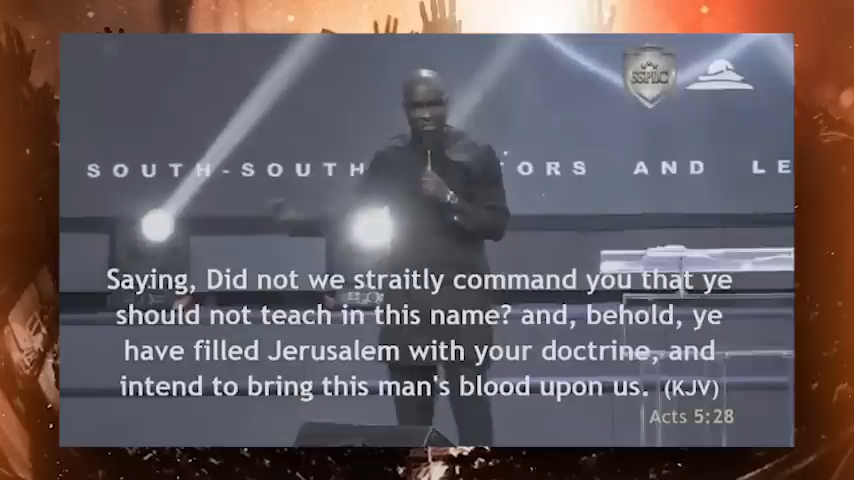 SSPLC
SOUTH-SOUTH
TORS AND LE
Saying, Did not we straitly command you that ye
should not teach in this name? and, behold, ye
have filled Jerusalem with your doctrine, and
intend to bring this man's blood upon us. (KJV)
Acts 5:28